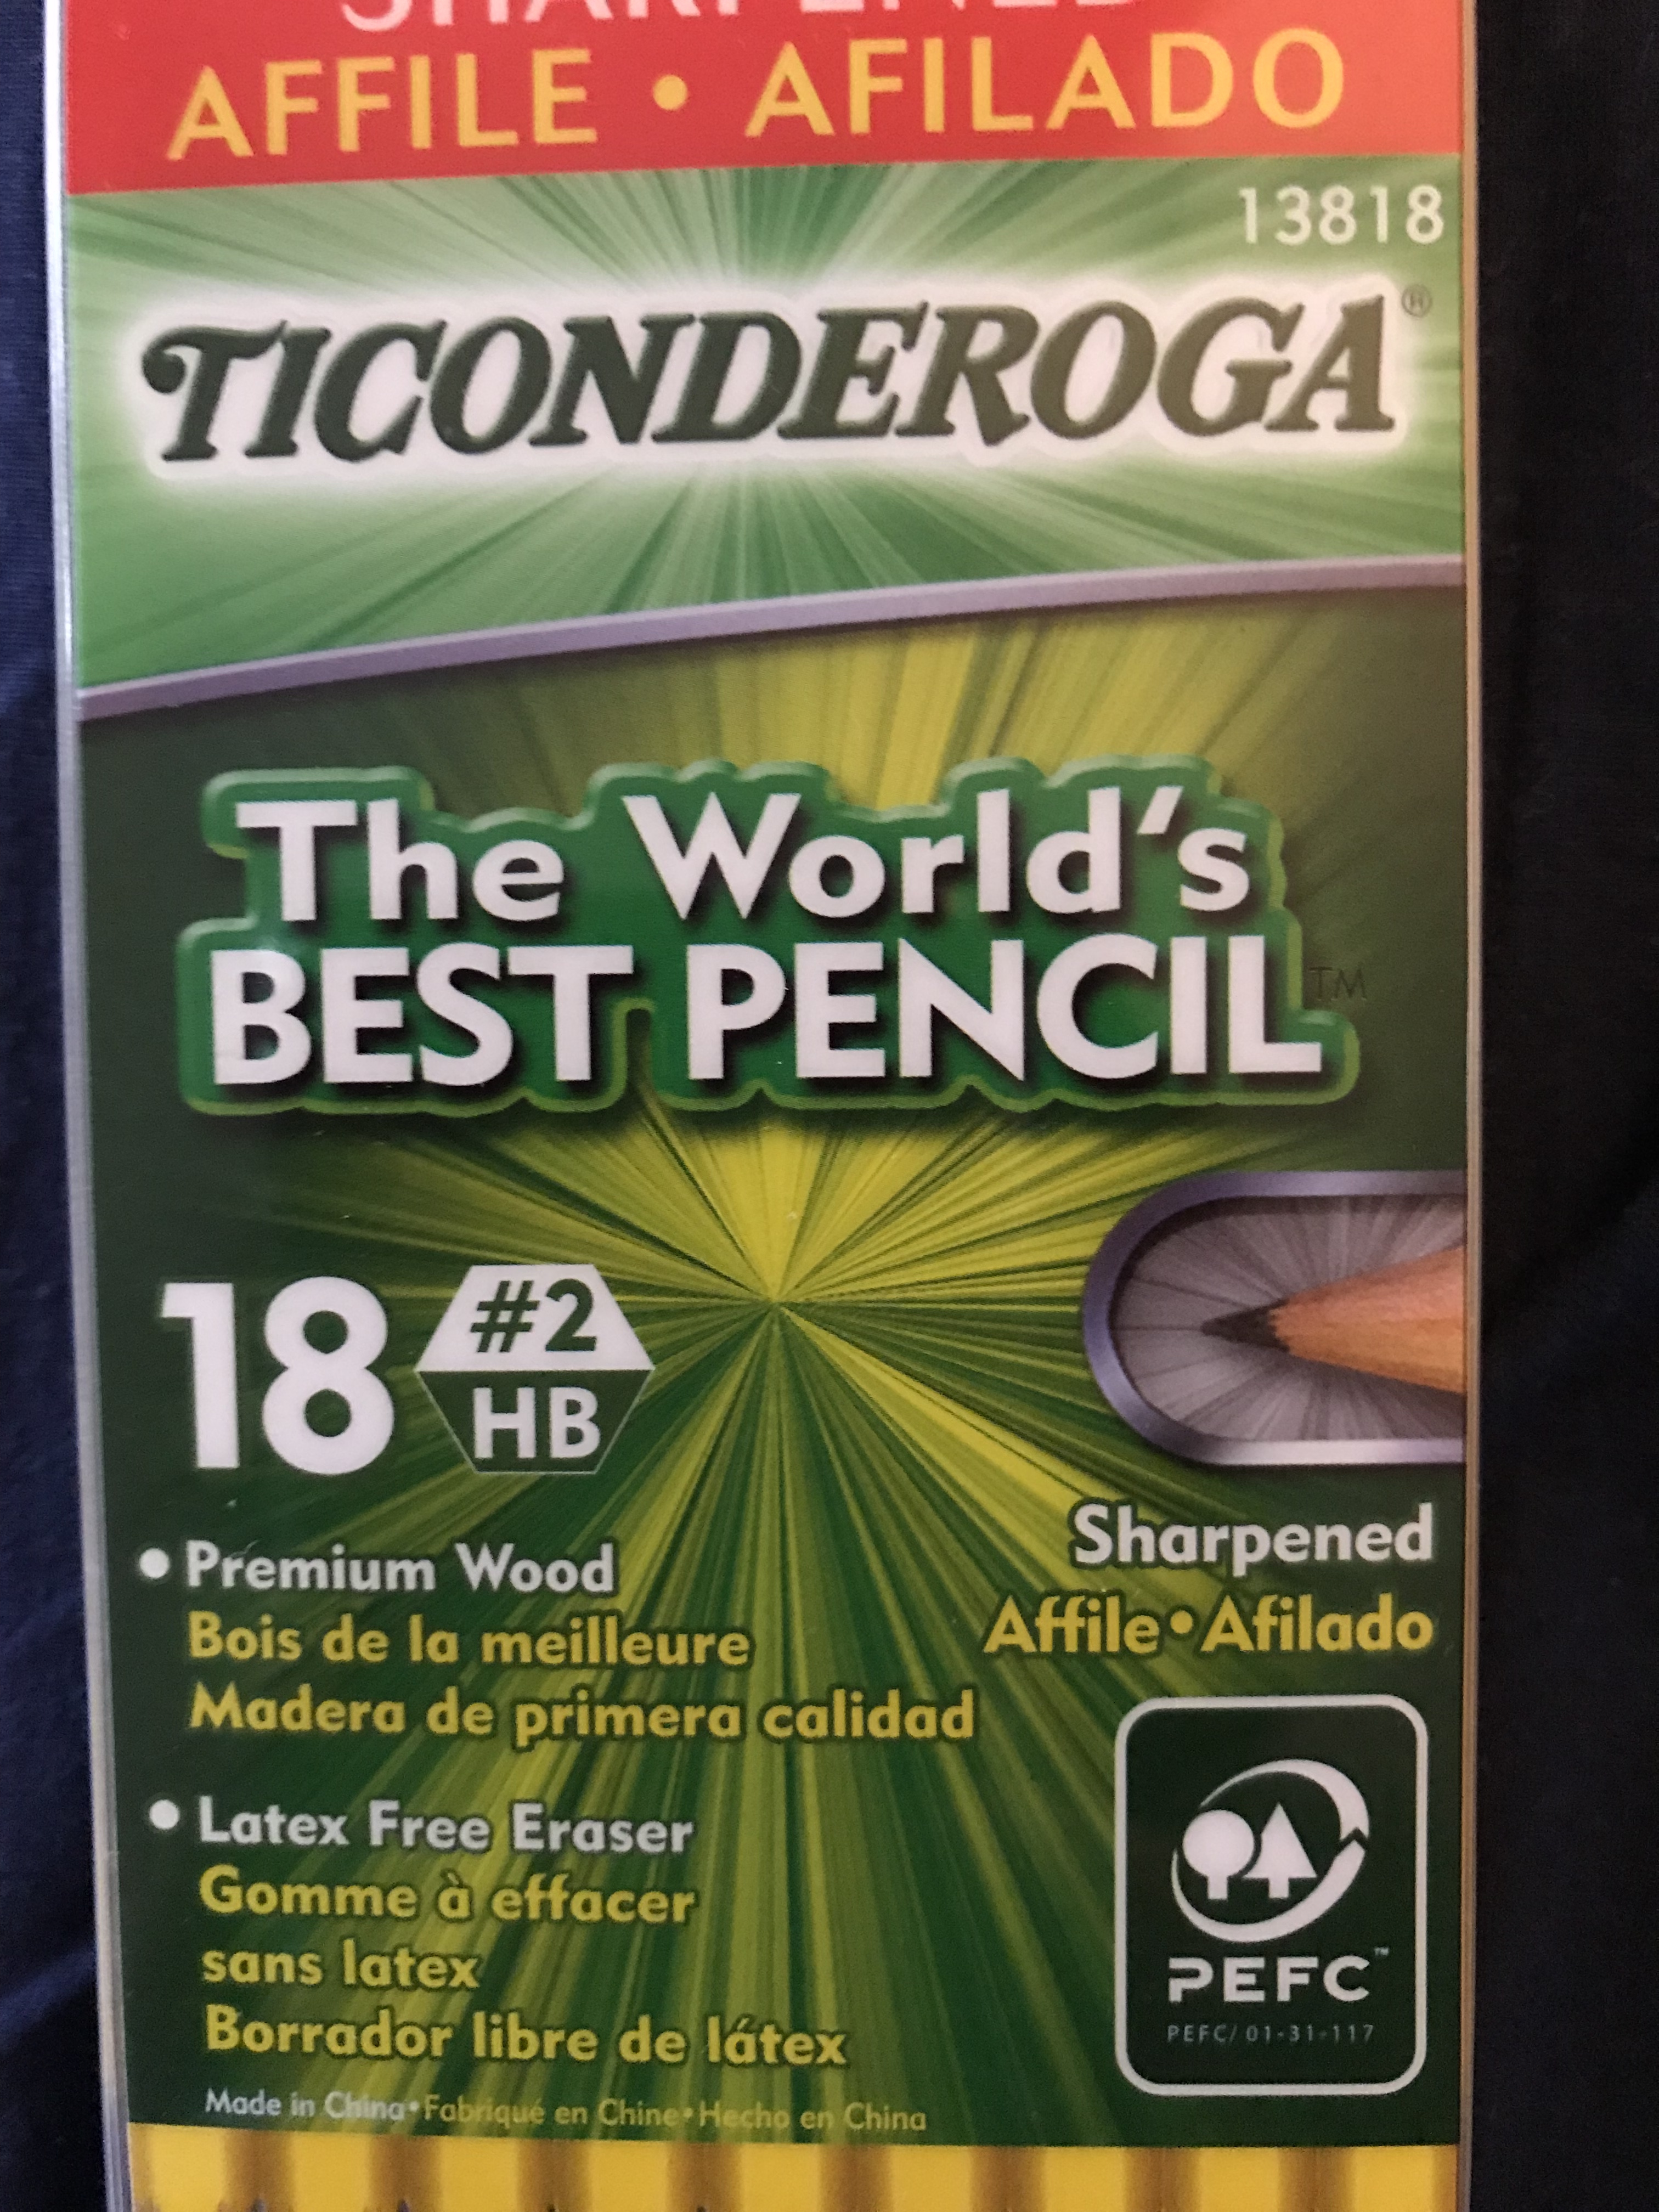 SHARPENED
AFFILE • AFILADO
13818
TICONDEROGA®
The World's
BEST PENCIL™
18
#2
HB
Sharpened
Affile • Afilado
• Premium Wood
Bois de la meilleure
Madera de primera calidad
• Latex Free Eraser
Gomme à effacer
sans latex
Borrador libre de látex
PEFC™
PEFC/ 01-31-117
Made in China • Fabriqué en Chine • Hecho en China